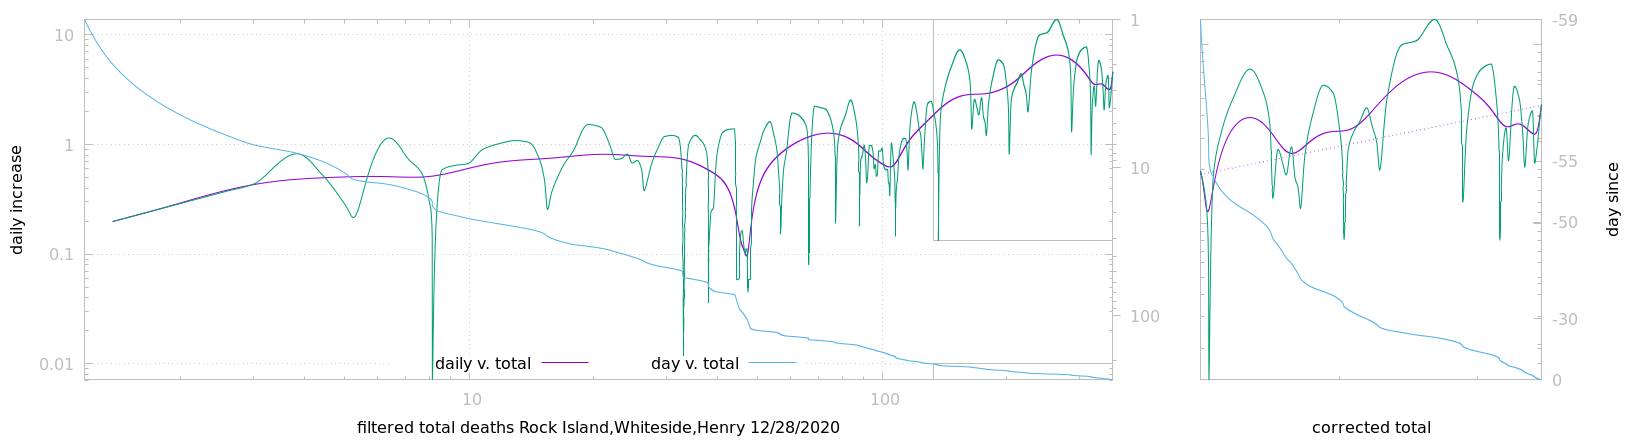 daily increase
10
1
0.1
0.01
daily v. total
day v. total
10
100
filtered total deaths Rock Island,Whiteside,Henry 12/28/2020
1
10
100
-59
-55
-50
-30
0
day since
corrected total